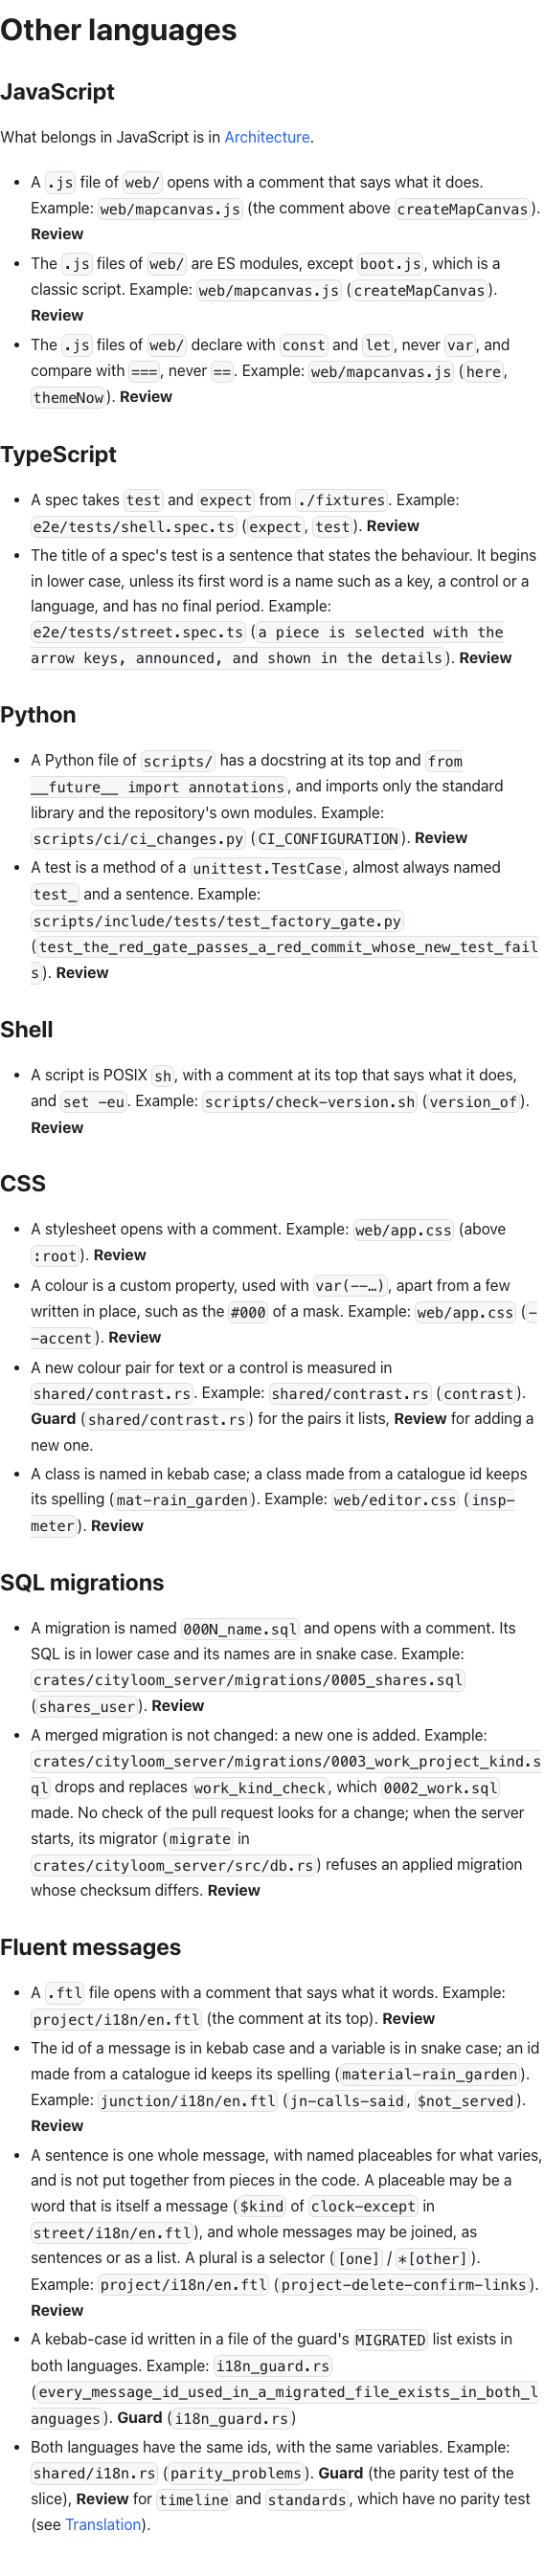 Other languages
JavaScript
What belongs in JavaScript is in Architecture.
• A .js file of web/ opens with a comment that says what it does.
Example: web/mapcanvas.js (the comment above createMapCanvas).
Review
• The .js files of web/ are ES modules, except boot.js, which is a
classic script. Example: web/mapcanvas.js (createMapCanvas).
Review
• The .js files of web/ declare with const and let, never var, and
compare with ===, never ==. Example: web/mapcanvas.js (here,
themeNow). Review
TypeScript
• A spec takes test and expect from ./fixtures. Example:
e2e/tests/shell.spec.ts (expect, test). Review
• The title of a spec's test is a sentence that states the behaviour. It begins
in lower case, unless its first word is a name such as a key, a control or a
language, and has no final period. Example:
e2e/tests/street.spec.ts (a piece is selected with the
arrow keys, announced, and shown in the details). Review
Python
• A Python file of scripts/ has a docstring at its top and from
__future__ import annotations, and imports only the standard
library and the repository's own modules. Example:
scripts/ci/ci_changes.py (CI_CONFIGURATION). Review
• A test is a method of a unittest.TestCase, almost always named
test_ and a sentence. Example:
scripts/include/tests/test_factory_gate.py
(test_the_red_gate_passes_a_red_commit_whose_new_test_fail
s). Review
Shell
• A script is POSIX sh, with a comment at its top that says what it does,
and set -eu. Example: scripts/check-version.sh (version_of).
Review
CSS
• A stylesheet opens with a comment. Example: web/app.css (above
:root). Review
• A colour is a custom property, used with var(--…), apart from a few
written in place, such as the #000 of a mask. Example: web/app.css (-
-accent). Review
• A new colour pair for text or a control is measured in
shared/contrast.rs. Example: shared/contrast.rs (contrast).
Guard (shared/contrast.rs) for the pairs it lists, Review for adding a
new one.
• A class is named in kebab case; a class made from a catalogue id keeps
its spelling (mat-rain_garden). Example: web/editor.css (insp-
meter). Review
SQL migrations
• A migration is named 000N_name.sql and opens with a comment. Its
SQL is in lower case and its names are in snake case. Example:
crates/cityloom_server/migrations/0005_shares.sql
(shares_user). Review
• A merged migration is not changed: a new one is added. Example:
crates/cityloom_server/migrations/0003_work_project_kind.s
ql drops and replaces work_kind_check, which 0002_work.sql
made. No check of the pull request looks for a change; when the server
starts, its migrator (migrate in
crates/cityloom_server/src/db.rs) refuses an applied migration
whose checksum differs. Review
Fluent messages
• A .ftl file opens with a comment that says what it words. Example:
project/i18n/en.ftl (the comment at its top). Review
• The id of a message is in kebab case and a variable is in snake case; an id
made from a catalogue id keeps its spelling (material-rain_garden).
Example: junction/i18n/en.ftl (jn-calls-said, $not_served).
Review
• A sentence is one whole message, with named placeables for what varies,
and is not put together from pieces in the code. A placeable may be a
word that is itself a message ($kind of clock-except in
street/i18n/en.ftl), and whole messages may be joined, as
sentences or as a list. A plural is a selector ([one] / *[other]).
Example: project/i18n/en.ftl (project-delete-confirm-links).
Review
• A kebab-case id written in a file of the guard's MIGRATED list exists in
both languages. Example: i18n_guard.rs
(every_message_id_used_in_a_migrated_file_exists_in_both_l
anguages). Guard (i18n_guard.rs)
• Both languages have the same ids, with the same variables. Example:
shared/i18n.rs (parity_problems). Guard (the parity test of the
slice), Review for timeline and standards, which have no parity test
(see Translation).